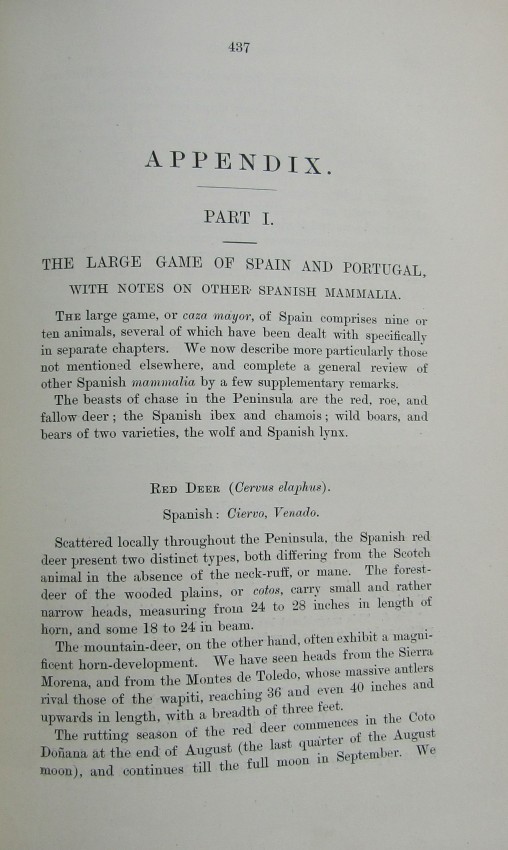 437
APPENDIX.
PART I.
THE LARGE GAME OF SPAIN AND PORTUGAL,
WITH NOTES ON OTHER SPANISH MAMMALIA.
THE large game, or caza mayor, of Spain comprises nine or
ten animals, several of which have been dealt with specifically
in separate chapters. We now describe more particularly those
not mentioned elsewhere, and complete a general review of
other Spanish mammalia by a few supplementary remarks.
The beasts of chase in the Peninsula are the red, roe, and
fallow deer; the Spanish ibex and chamois; wild boars, and
bears of two varieties, the wolf and Spanish lynx.
RED DEER (Cervus elaphus).
Spanish: Ciervo, Venado.
Scattered locally throughout the Peninsula, the Spanish red
deer present two distinct types, both differing from the Scotch
animal in the absence of the neck-ruff, or mane. The forest-
deer of the wooded plains, or cotos, carry small and rather
narrow heads, measuring from 24 to 28 inches in length of
horn, and some 18 to 24 in beam.
The mountain-deer, on the other hand, often exhibit a magni-
ficent horn-development. We have seen heads from the Sierra
Morena, and from the Montes de Toledo, whose massive antlers
rival those of the wapiti, reaching 36 and even 40 inches and
upwards in length, with a breadth of three feet.
The rutting season of the red deer commences in the Coto
Doñana at the end of August (the last quarter of the August
moon), and continues till the full moon in September. We